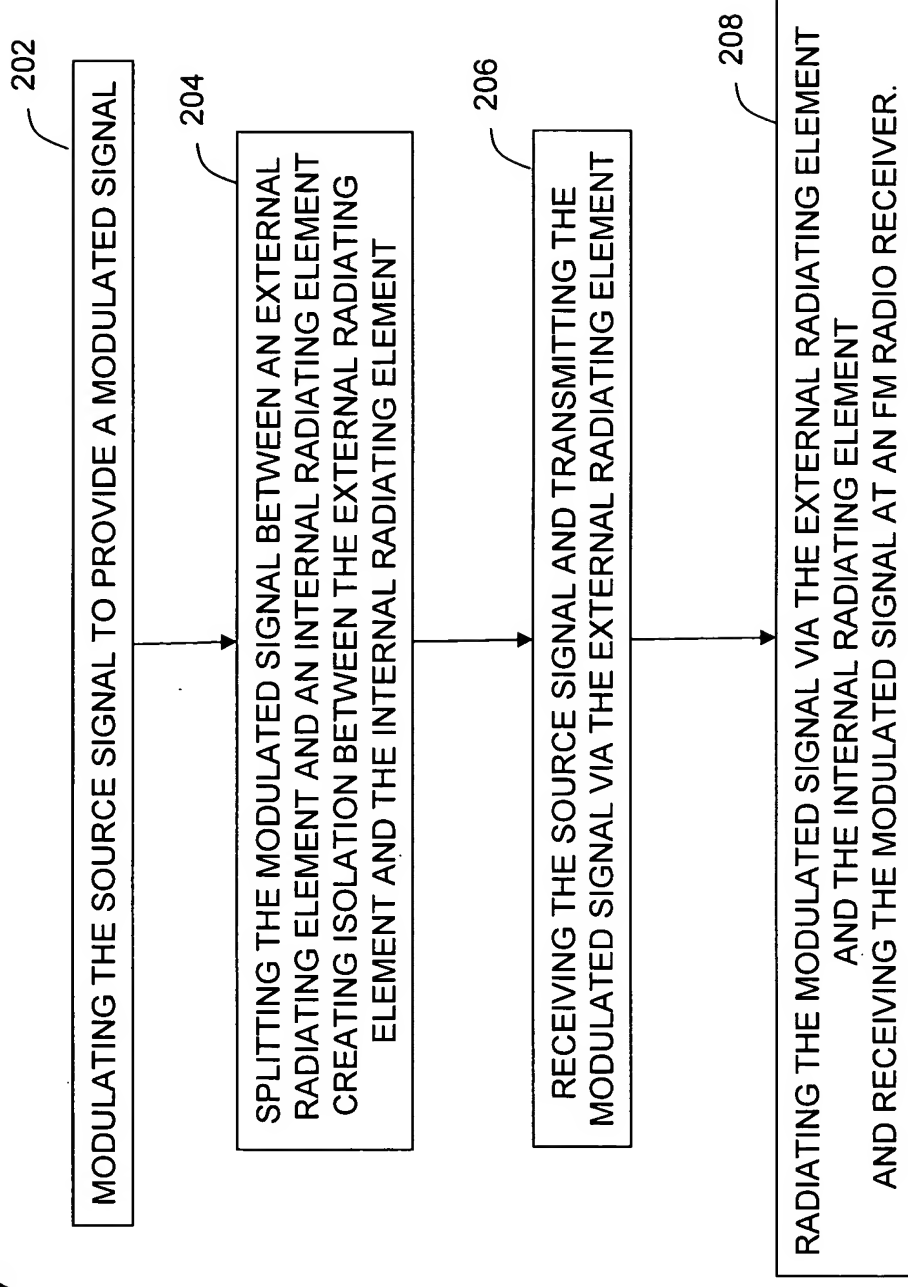 202
MODULATING THE SOURCE SIGNAL TO PROVIDE A MODULATED SIGNAL
204
SPLITTING THE MODULATED SIGNAL BETWEEN AN EXTERNAL
RADIATING ELEMENT AND AN INTERNAL RADIATING ELEMENT
CREATING ISOLATION BETWEEN THE EXTERNAL RADIATING
ELEMENT AND THE INTERNAL RADIATING ELEMENT
206
RECEIVING THE SOURCE SIGNAL AND TRANSMITTING THE
MODULATED SIGNAL VIA THE EXTERNAL RADIATING ELEMENT
208
RADIATING THE MODULATED SIGNAL VIA THE EXTERNAL RADIATING ELEMENT
AND THE INTERNAL RADIATING ELEMENT
AND RECEIVING THE MODULATED SIGNAL AT AN FM RADIO RECEIVER.